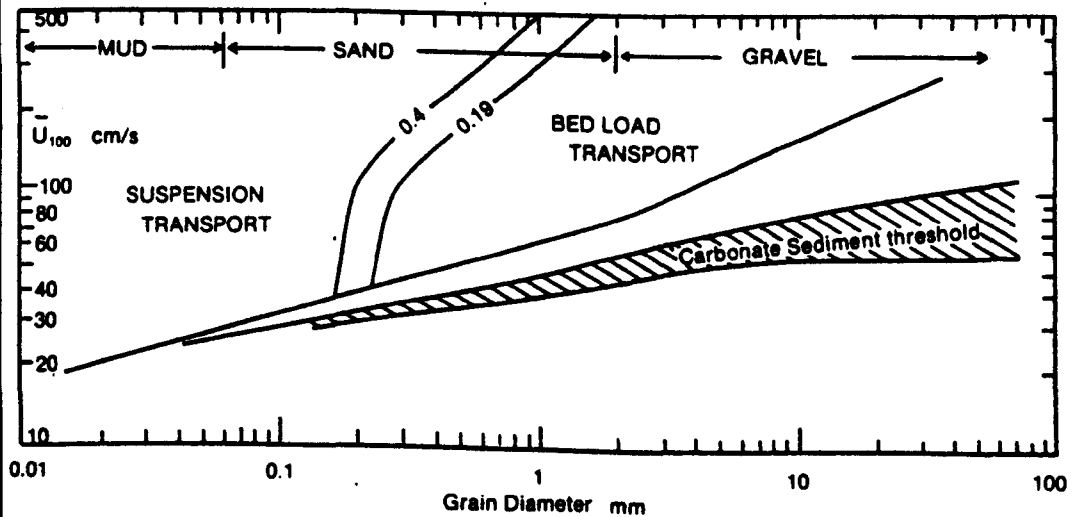 500
MUD
SAND
GRAVEL
0.4
0.19
BED LOAD
TRANSPORT
Ū₁₀₀ cm/s
SUSPENSION
TRANSPORT
100
80
60
40
30
20
10
Carbonate Sediment threshold
0.01
0.1
1
10
100
Grain Diameter mm